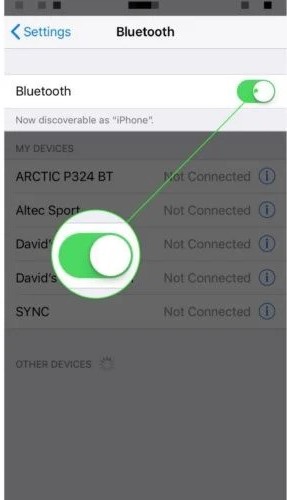 Settings
Bluetooth
Bluetooth
Now discoverable as "iPhone".
MY DEVICES
ARCTIC P324 BT Not Connected
Altec Sport Not Connected
David' Not Connected
David's Not Connected
SYNC Not Connected
OTHER DEVICES